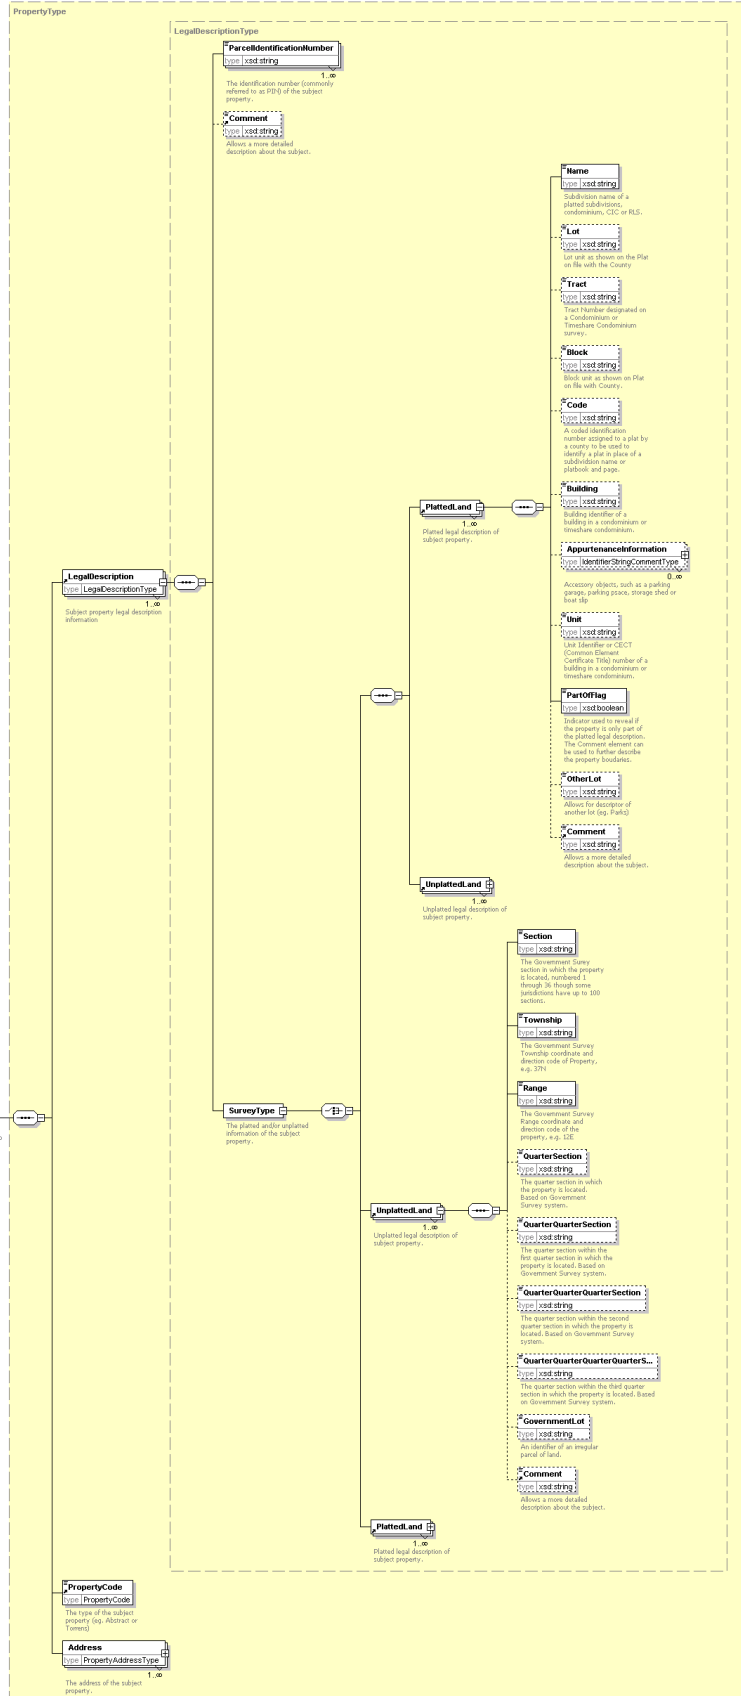 PropertyType
LegalDescriptionType
ParcelIdentificationNumber
type xsd:string
1..∞
The identification number (commonly
referred to as PIN) of the subject
property.
Comment
type xsd:string
Allows a more detailed
description about the subject.
Name
type xsd:string
Subdivision name of a
platted subdivisions,
condominium, CIC or RLS.
Lot
type xsd:string
Lot unit as shown on the Plat
on file with the County
Tract
type xsd:string
Tract Number designated on
a Condominium or
Timeshare Condominium
survey.
Block
type xsd:string
Block unit as shown on Plat
on file with County.
Code
type xsd:string
A coded identification
number assigned to a plat by
a county to be used to
identify a plat in place of a
subdividsion name or
platbook and page.
Building
type xsd:string
Building identifier of a
building in a condominium or
timeshare condominium.
PlattedLand
1..∞
Platted legal description of
subject property.
AppurtenanceInformation
type IdentifierStringCommentType
0..∞
Accessory objects, such as a parking
garage, parking psace, storage shed or
boat slip
LegalDescription
type LegalDescriptionType
1..∞
Subject property legal description
information
Unit
type xsd:string
Unit Identifier or CECT
(Common Element
Certificate Title) number of a
building in a condominium or
timeshare condominium.
PartOfFlag
type xsd:boolean
Indicator used to reveal if
the property is only part of
the platted legal description.
The Comment element can
be used to further describe
the property boudaries.
OtherLot
type xsd:string
Allows for descriptor of
another lot (eg. Parks)
Comment
type xsd:string
Allows a more detailed
description about the subject.
UnplattedLand
1..∞
Unplatted legal description of
subject property.
Section
type xsd:string
The Government Surey
section in which the property
is located, numbered 1
through 36 though some
jurisdictions have up to 100
sections.
Township
type xsd:string
The Government Survey
Township coordinate and
direction code of Property,
e.g. 37N
Range
type xsd:string
The Government Survey
Range coordinate and
direction code of the
property, e.g. 12E
SurveyType
The platted and/or unplatted
information of the subject
property.
QuarterSection
type xsd:string
The quarter section in which
the property is located.
Based on Government
Survey system.
UnplattedLand
1..∞
Unplatted legal description of
subject property.
QuarterQuarterSection
type xsd:string
The quarter section within the
first quarter section in which the
property is located. Based on
Government Survey system.
QuarterQuarterQuarterSection
type xsd:string
The quarter section within the second
quarter section in which the property is
located. Based on Government Survey
system.
QuarterQuarterQuarterQuarterS...
type xsd:string
The quarter section within the third quarter
section in which the property is located. Based
on Government Survey system.
GovernmentLot
type xsd:string
An identifier of an irregular
parcel of land.
Comment
type xsd:string
Allows a more detailed
description about the subject.
PlattedLand
1..∞
Platted legal description of
subject property.
PropertyCode
type PropertyCode
The type of the subject
property (eg. Abstract or
Torrens)
Address
type PropertyAddressType
1..∞
The address of the subject
property.